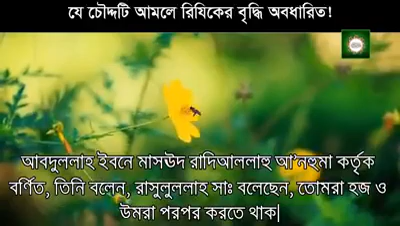 যে চৌদ্দটি আমলে রিযিকের বৃদ্ধি অবধারিত!
আবদুললাহ ইবনে মাসঊদ রাদিআললাহু আ'নহুমা কর্তৃক
বর্ণিত, তিনি বলেন, রাসুলুললাহ সাঃ বলেছেন, তোমরা হজ ও
উমরা পরপর করতে থাক|